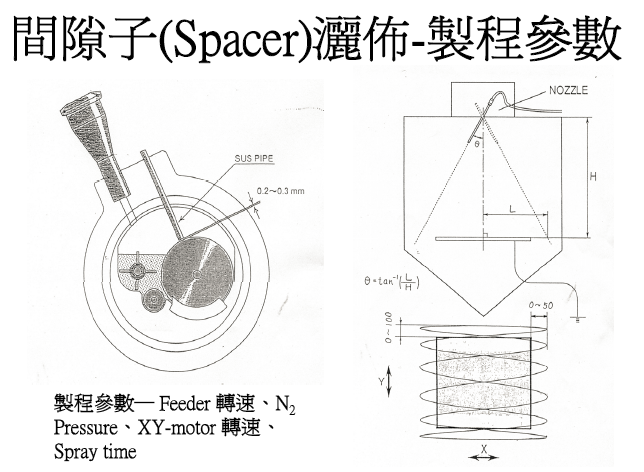 間隙子(Spacer)灑佈-製程參數
SUS PIPE
0.2～0.3 mm
NOZZLE
θ
H
L
θ=tan⁻¹(L/H)
0～50
0～100
Y
X
製程參數─ Feeder 轉速、N₂
Pressure、XY-motor 轉速、
Spray time